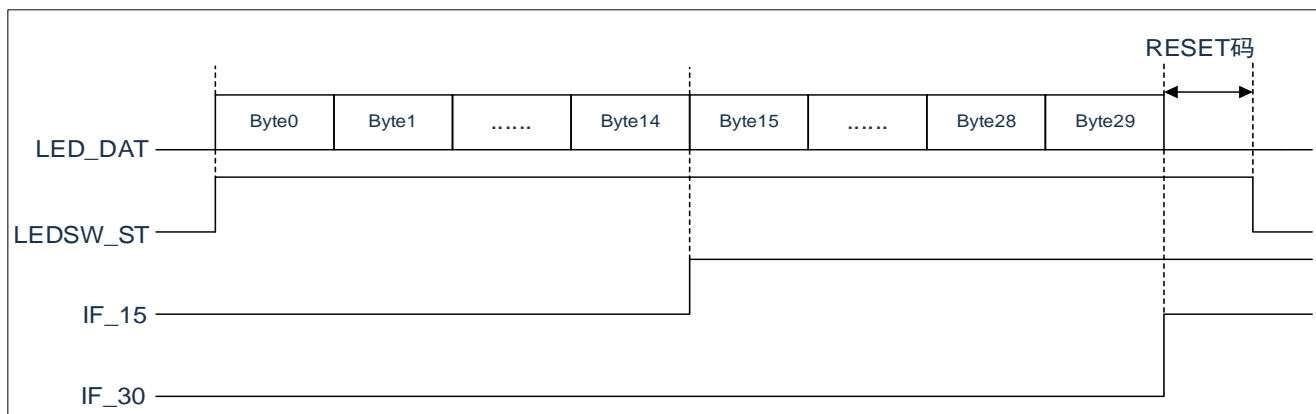 RESET码
Byte0 Byte1 ...... Byte14 Byte15 ...... Byte28 Byte29
LED_DAT
LEDSW_ST
IF_15
IF_30